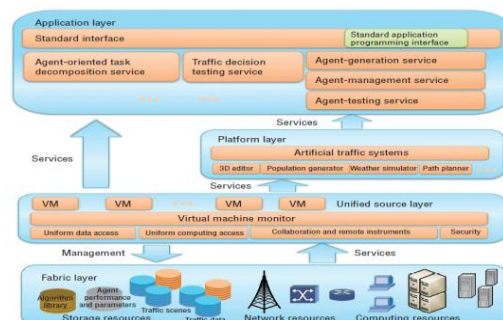 Application layer
Standard interface
Standard application
programming interface
Agent-oriented task
decomposition service
Traffic decision
testing service
Agent-generation service
Agent-management service
Agent-testing service
Services
Services
Platform layer
Artificial traffic systems
3D editor
Population generator
Weather simulator
Path planner
Services
VM
VM
VM
VM
Unified source layer
Virtual machine monitor
Uniform data access
Uniform computing access
Collaboration and remote instruments
Security
Management
Services
Fabric layer
Algorithm
library
Agent
performance
and parameters
Traffic scenes
Traffic data
Storage resources
Network resources
Computing resources